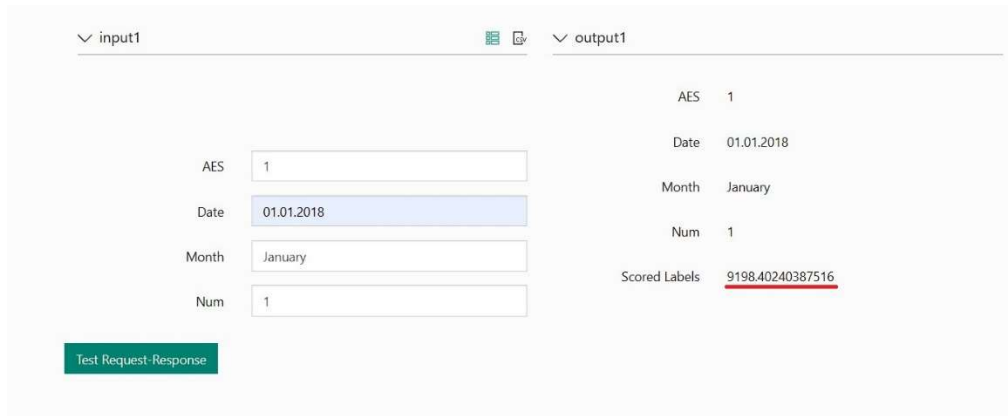 input1
CSV
AES 1
Date 01.01.2018
Month January
Num 1
Test Request-Response
output1
AES 1
Date 01.01.2018
Month January
Num 1
Scored Labels 9198.40240387516